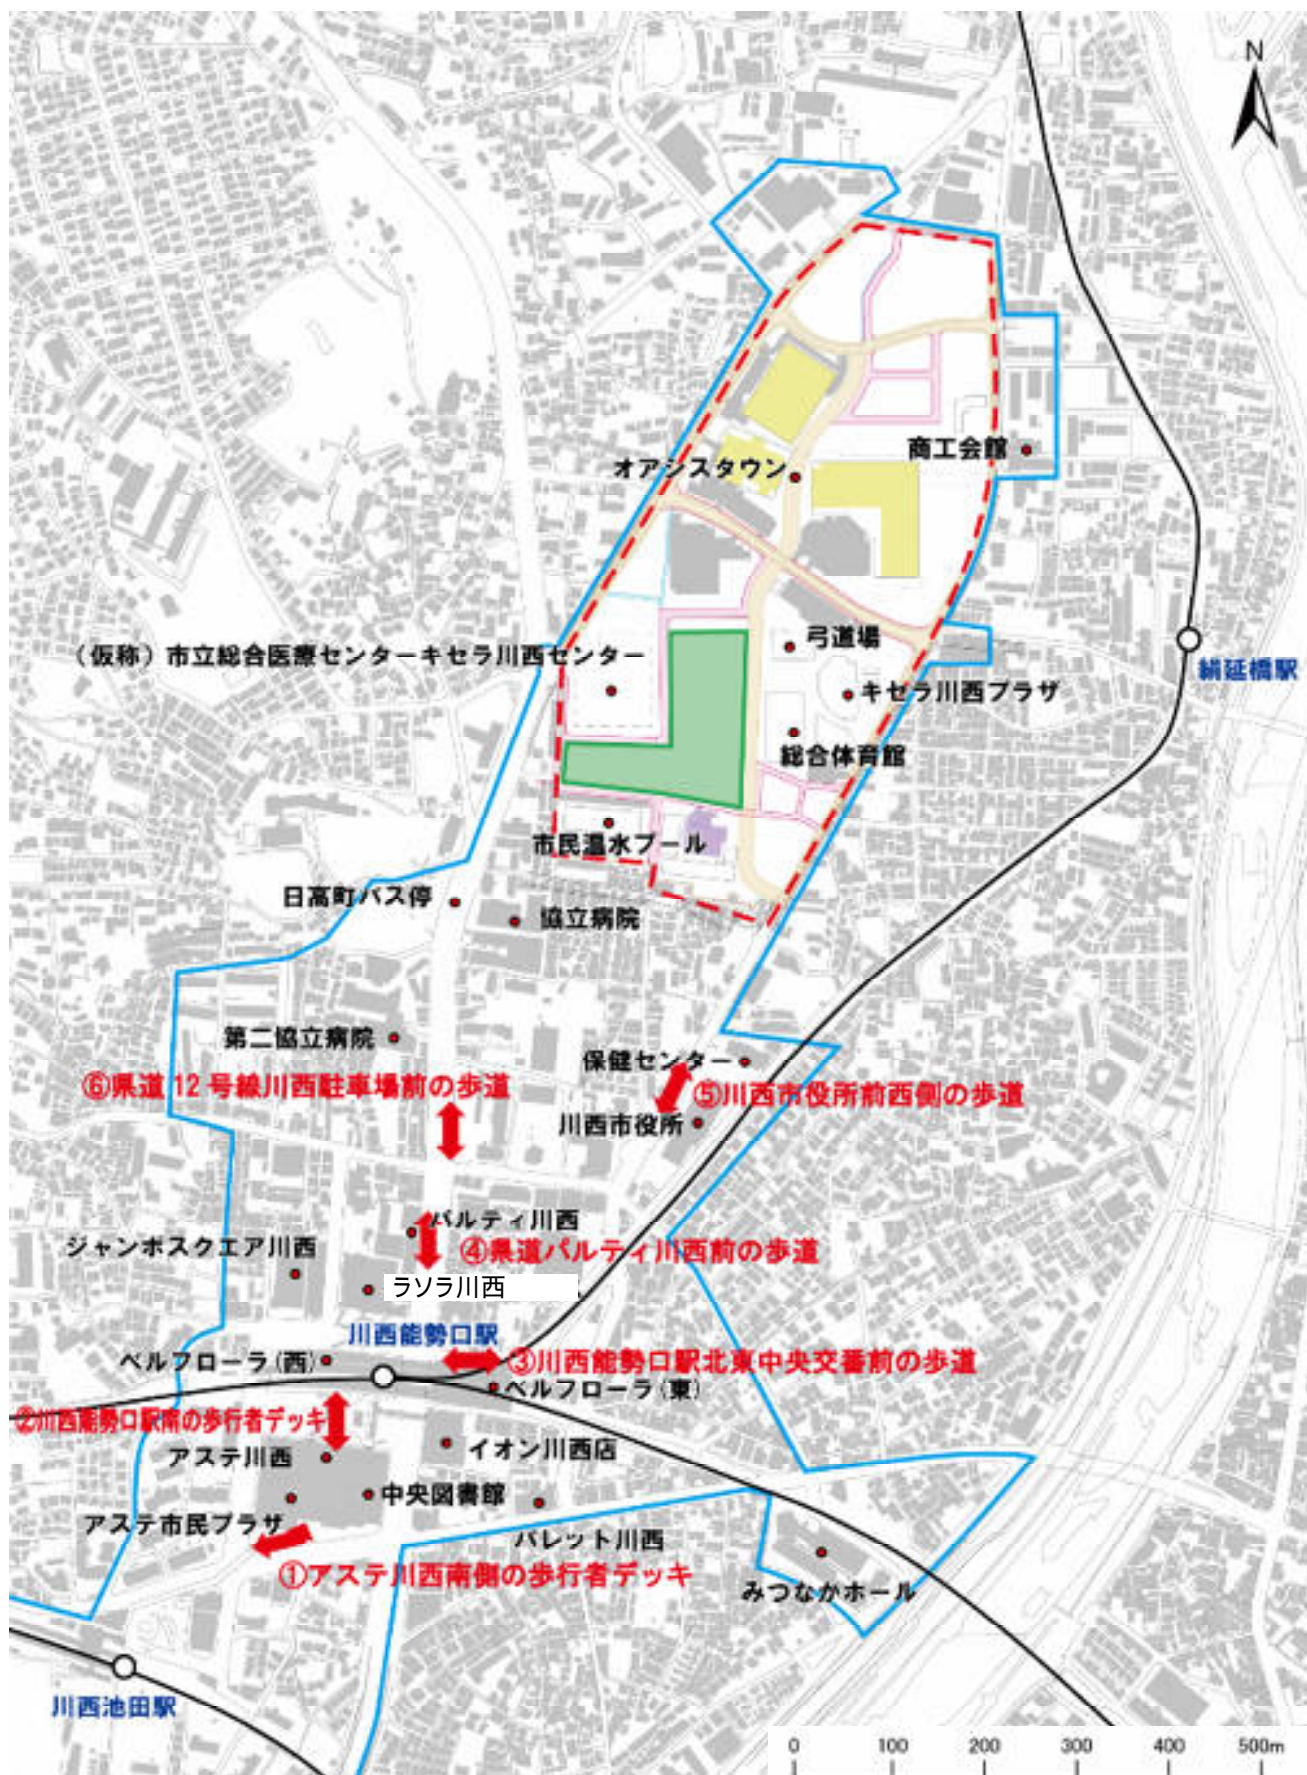 N
商工会館
オアシスタウン
弓道場
(仮称)市立総合医療センターキセラ川西センター
絹延橋駅
キセラ川西プラザ
総合体育館
市民温水プール
日高町バス停
協立病院
第二協立病院
保健センター
⑥県道12号線川西駐車場前の歩道
⑤川西市役所前西側の歩道
川西市役所
パルティ川西
ジャンボスクエア川西
④県道パルティ川西前の歩道
ラソラ川西
川西能勢口駅
ベルフローラ(西)
③川西能勢口駅北東中央交番前の歩道
ベルフローラ(東)
②川西能勢口駅南の歩行者デッキ
アステ川西
イオン川西店
中央図書館
アステ市民プラザ
パレット川西
①アステ川西南側の歩行者デッキ
みつなかホール
川西池田駅
0 100 200 300 400 500m